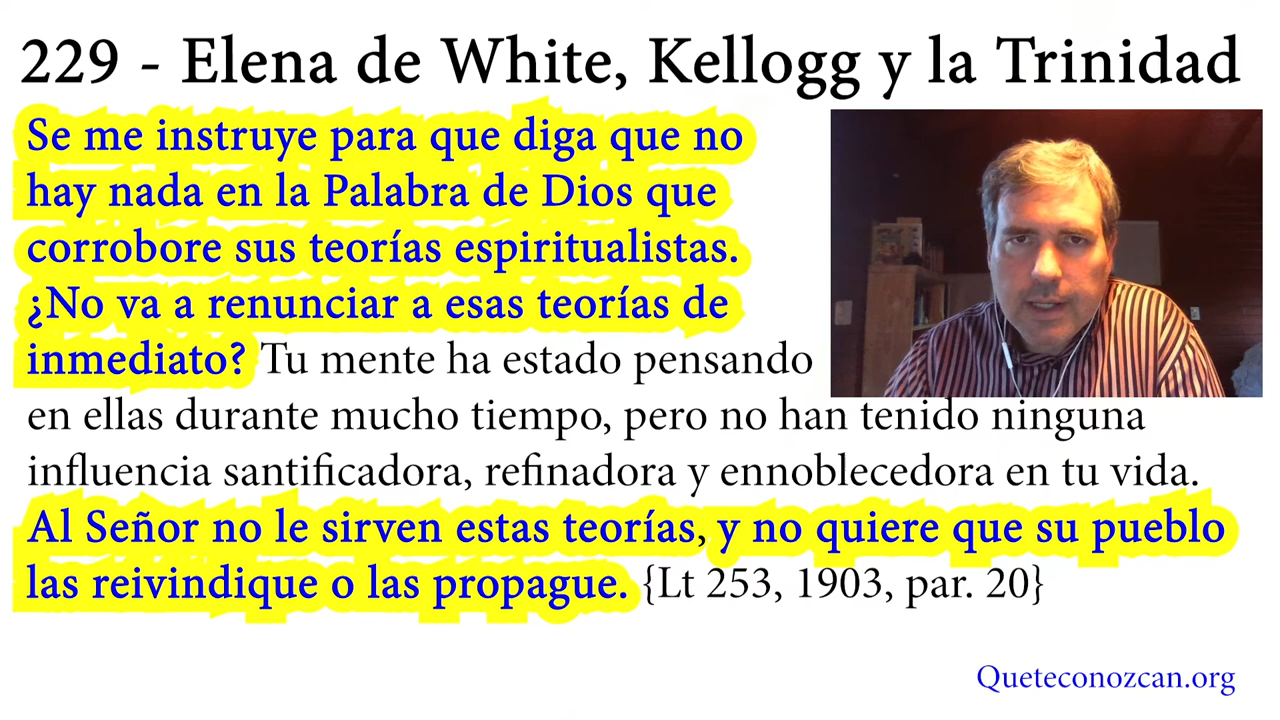 229 - Elena de White, Kellogg y la Trinidad
Se me instruye para que diga que no
hay nada en la Palabra de Dios que
corrobore sus teorías espiritualistas.
¿No va a renunciar a esas teorías de
inmediato? Tu mente ha estado pensando
en ellas durante mucho tiempo, pero no han tenido ninguna
influencia santificadora, refinadora y ennoblecedora en tu vida.
Al Señor no le sirven estas teorías, y no quiere que su pueblo
las reivindique o las propague. {Lt 253, 1903, par. 20}
Queteconozcan.org